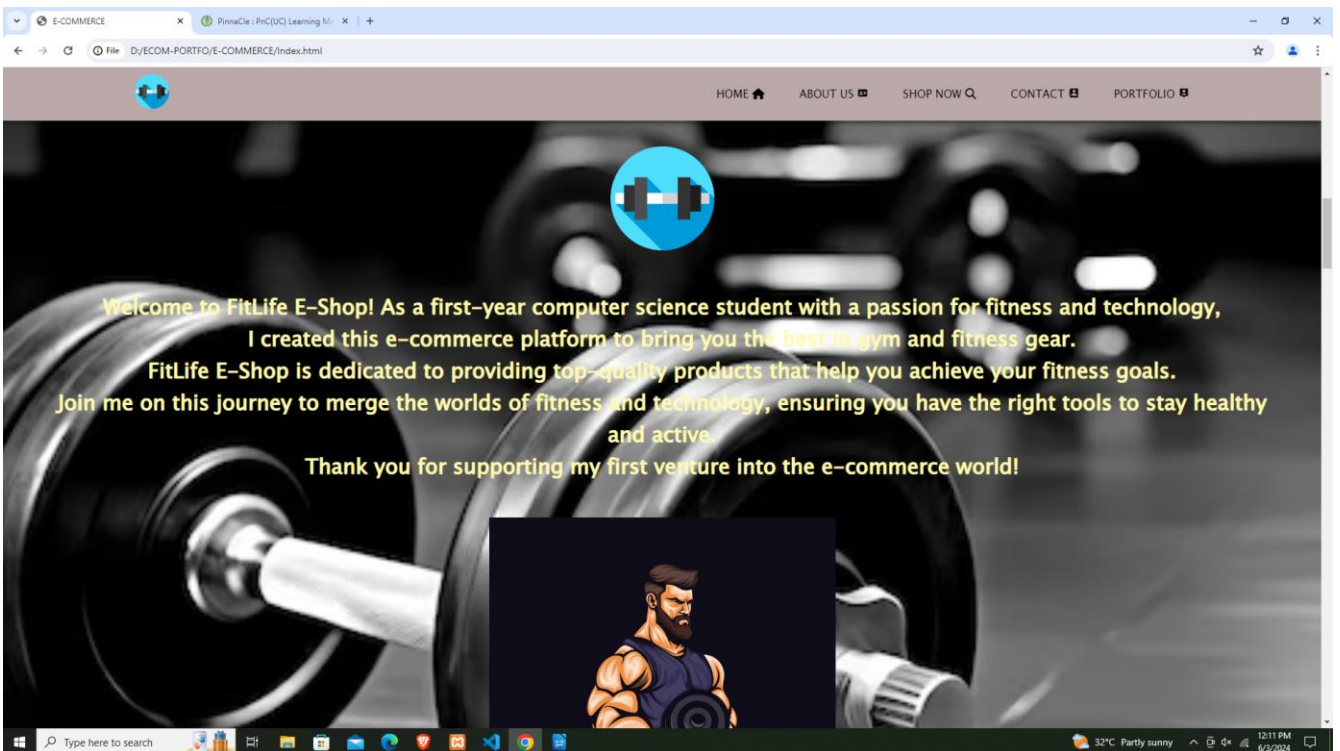 E-COMMERCE
PinnaCle : PnC(UC) Learning M
File D:/ECOM-PORTFO/E-COMMERCE/Index.html
HOME ABOUT US SHOP NOW CONTACT PORTFOLIO
Welcome to FitLife E-Shop! As a first-year computer science student with a passion for fitness and technology,
I created this e-commerce platform to bring you the best in gym and fitness gear.
FitLife E-Shop is dedicated to providing top-quality products that help you achieve your fitness goals.
Join me on this journey to merge the worlds of fitness and technology, ensuring you have the right tools to stay healthy
and active.
Thank you for supporting my first venture into the e-commerce world!
Type here to search
32°C Partly sunny
12:11 PM
6/3/2024